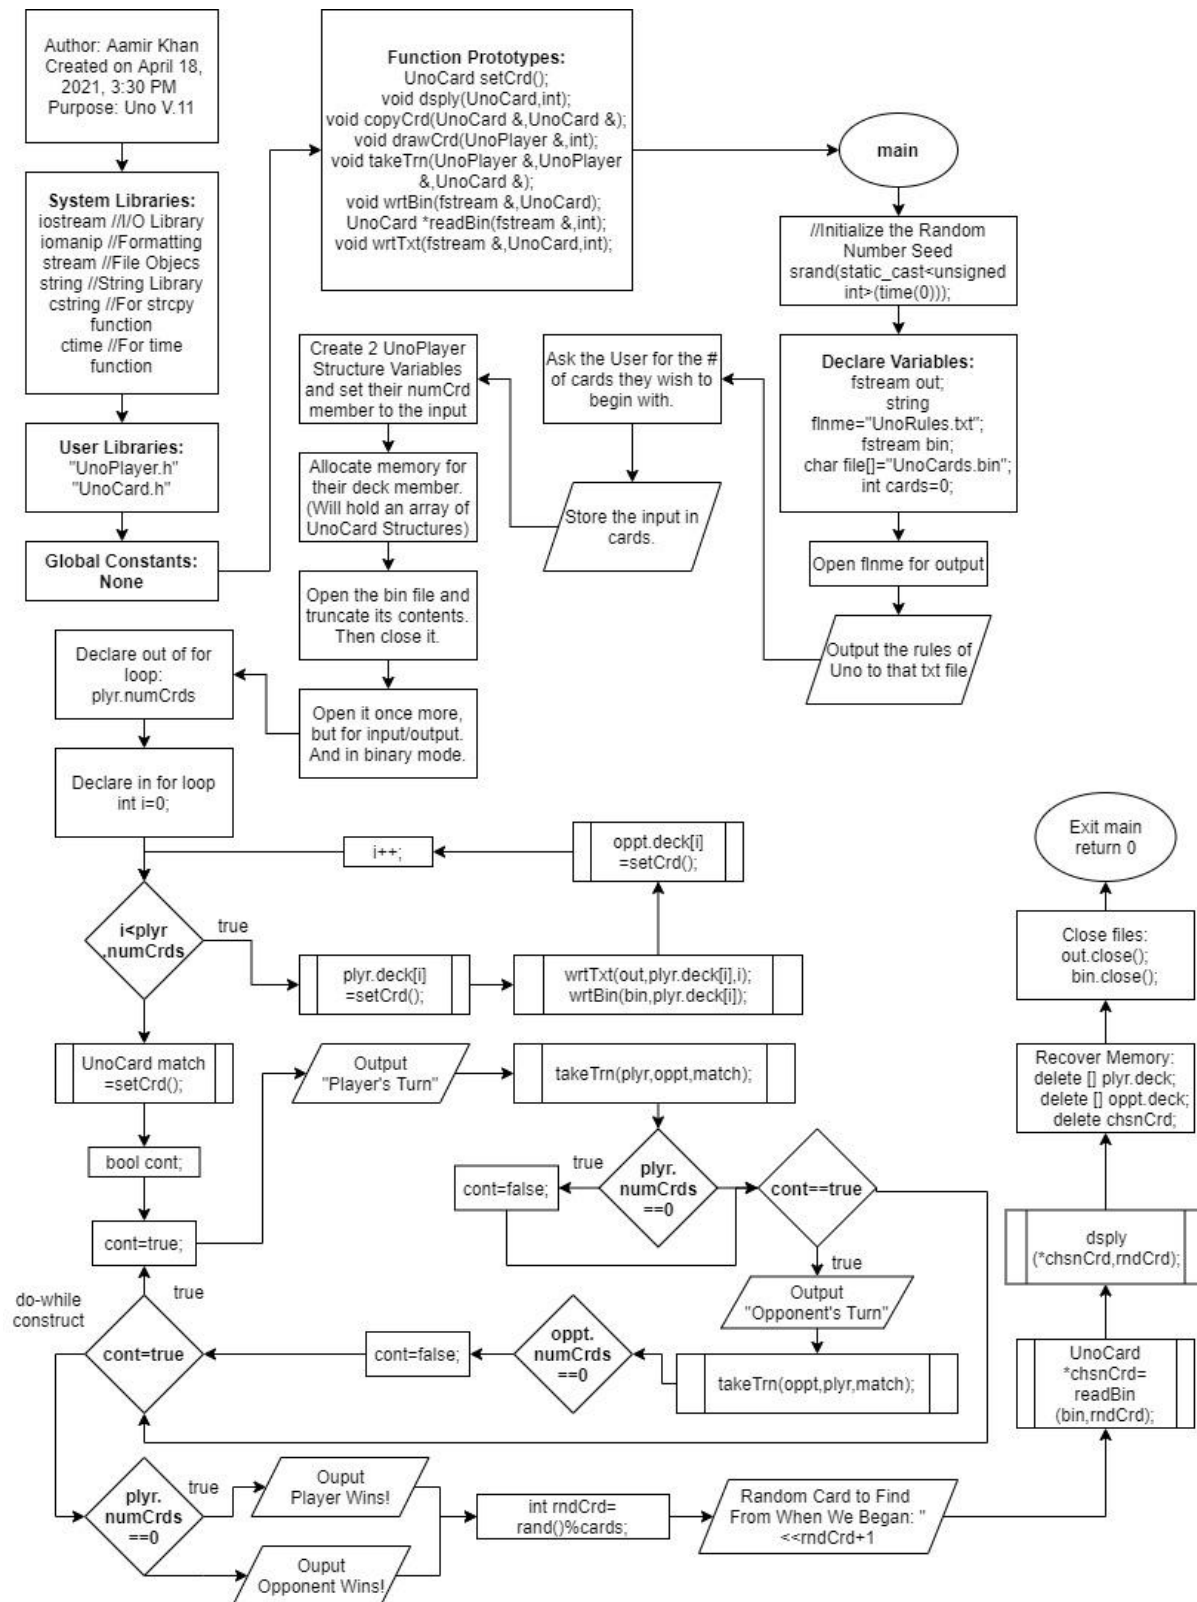 Author: Aamir Khan
Created on April 18,
2021, 3:30 PM
Purpose: Uno V.11
System Libraries:
iostream //I/O Library
iomanip //Formatting
stream //File Objecs
string //String Library
cstring //For strcpy
function
ctime //For time
function
User Libraries:
"UnoPlayer.h"
"UnoCard.h"
Global Constants:
None
Function Prototypes:
UnoCard setCrd();
void dsply(UnoCard,int);
void copyCrd(UnoCard &,UnoCard &);
void drawCrd(UnoPlayer &,int);
void takeTrn(UnoPlayer &,UnoPlayer
&,UnoCard &);
void wrtBin(fstream &,UnoCard);
UnoCard *readBin(fstream &,int);
void wrtTxt(fstream &,UnoCard,int);
main
//Initialize the Random
Number Seed
srand(static_cast<unsigned
int>(time(0)));
Declare Variables:
fstream out;
string
flnme="UnoRules.txt";
fstream bin;
char file[]="UnoCards.bin";
int cards=0;
Open flnme for output
Output the rules of
Uno to that txt file
Ask the User for the #
of cards they wish to
begin with.
Store the input in
cards.
Create 2 UnoPlayer
Structure Variables
and set their numCrd
member to the input
Allocate memory for
their deck member.
(Will hold an array of
UnoCard Structures)
Open the bin file and
truncate its contents.
Then close it.
Open it once more,
but for input/output.
And in binary mode.
Declare out of for
loop:
plyr.numCrds
Declare in for loop
int i=0;
i<plyr
.numCrds
true
plyr.deck[i]
=setCrd();
wrtTxt(out,plyr.deck[i],i);
wrtBin(bin,plyr.deck[i]);
oppt.deck[i]
=setCrd();
i++;
UnoCard match
=setCrd();
bool cont;
cont=true;
Output
"Player's Turn"
takeTrn(plyr,oppt,match);
plyr.
numCrds
==0
true
cont=false;
cont==true
true
Output
"Opponent's Turn"
takeTrn(oppt,plyr,match);
oppt.
numCrds
==0
cont=false;
do-while
construct
true
cont=true
plyr.
numCrds
==0
true
Ouput
Player Wins!
Ouput
Opponent Wins!
int rndCrd=
rand()%cards;
Random Card to Find
From When We Began: "
<<rndCrd+1
UnoCard
*chsnCrd=
readBin
(bin,rndCrd);
dsply
(*chsnCrd,rndCrd);
Recover Memory:
delete [] plyr.deck;
delete [] oppt.deck;
delete chsnCrd;
Close files:
out.close();
bin.close();
Exit main
return 0